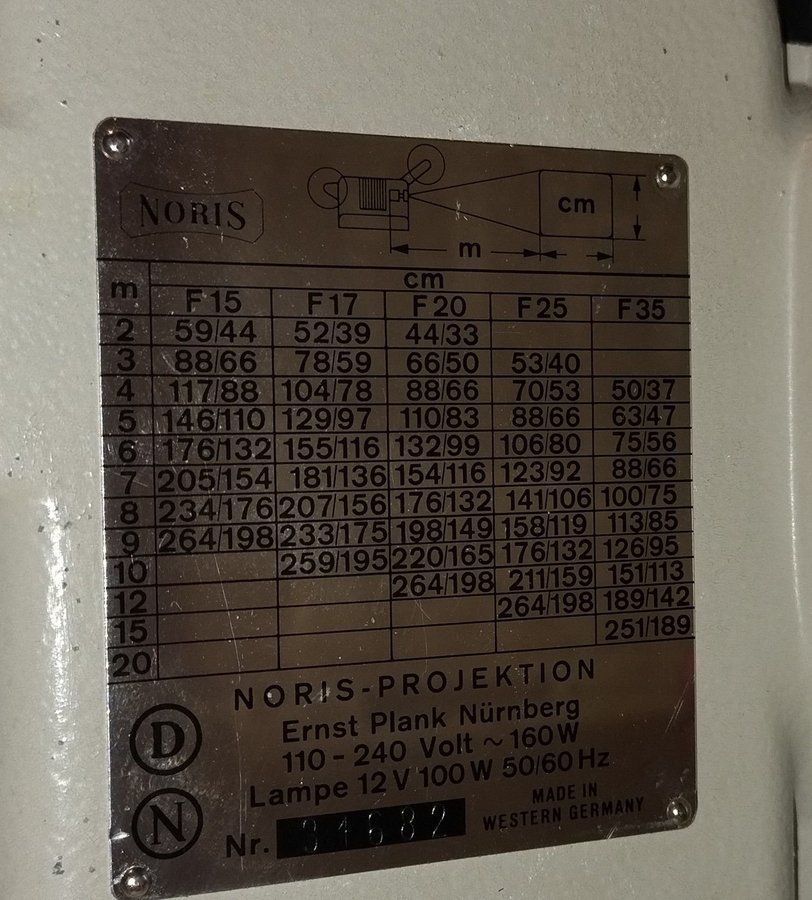 NORIS
cm
m
m cm
F15 F17 F20 F25 F35
2 59/44 52/39 44/33
3 88/66 78/59 66/50 53/40
4 117/88 104/78 88/66 70/53 50/37
5 146/110 129/97 110/83 88/66 63/47
6 176/132 155/116 132/99 106/80 75/56
7 205/154 181/136 154/116 123/92 88/66
8 234/176 207/156 176/132 141/106 100/75
9 264/198 233/175 198/149 158/119 113/85
10 259/195 220/165 176/132 126/95
12 264/198 211/159 151/113
15 264/198 189/142
20 251/189
NORIS-PROJEKTION
D Ernst Plank Nürnberg
110-240 Volt ~ 160W
Lampe 12V 100W 50/60Hz
N Nr. 31682
MADE IN
WESTERN GERMANY